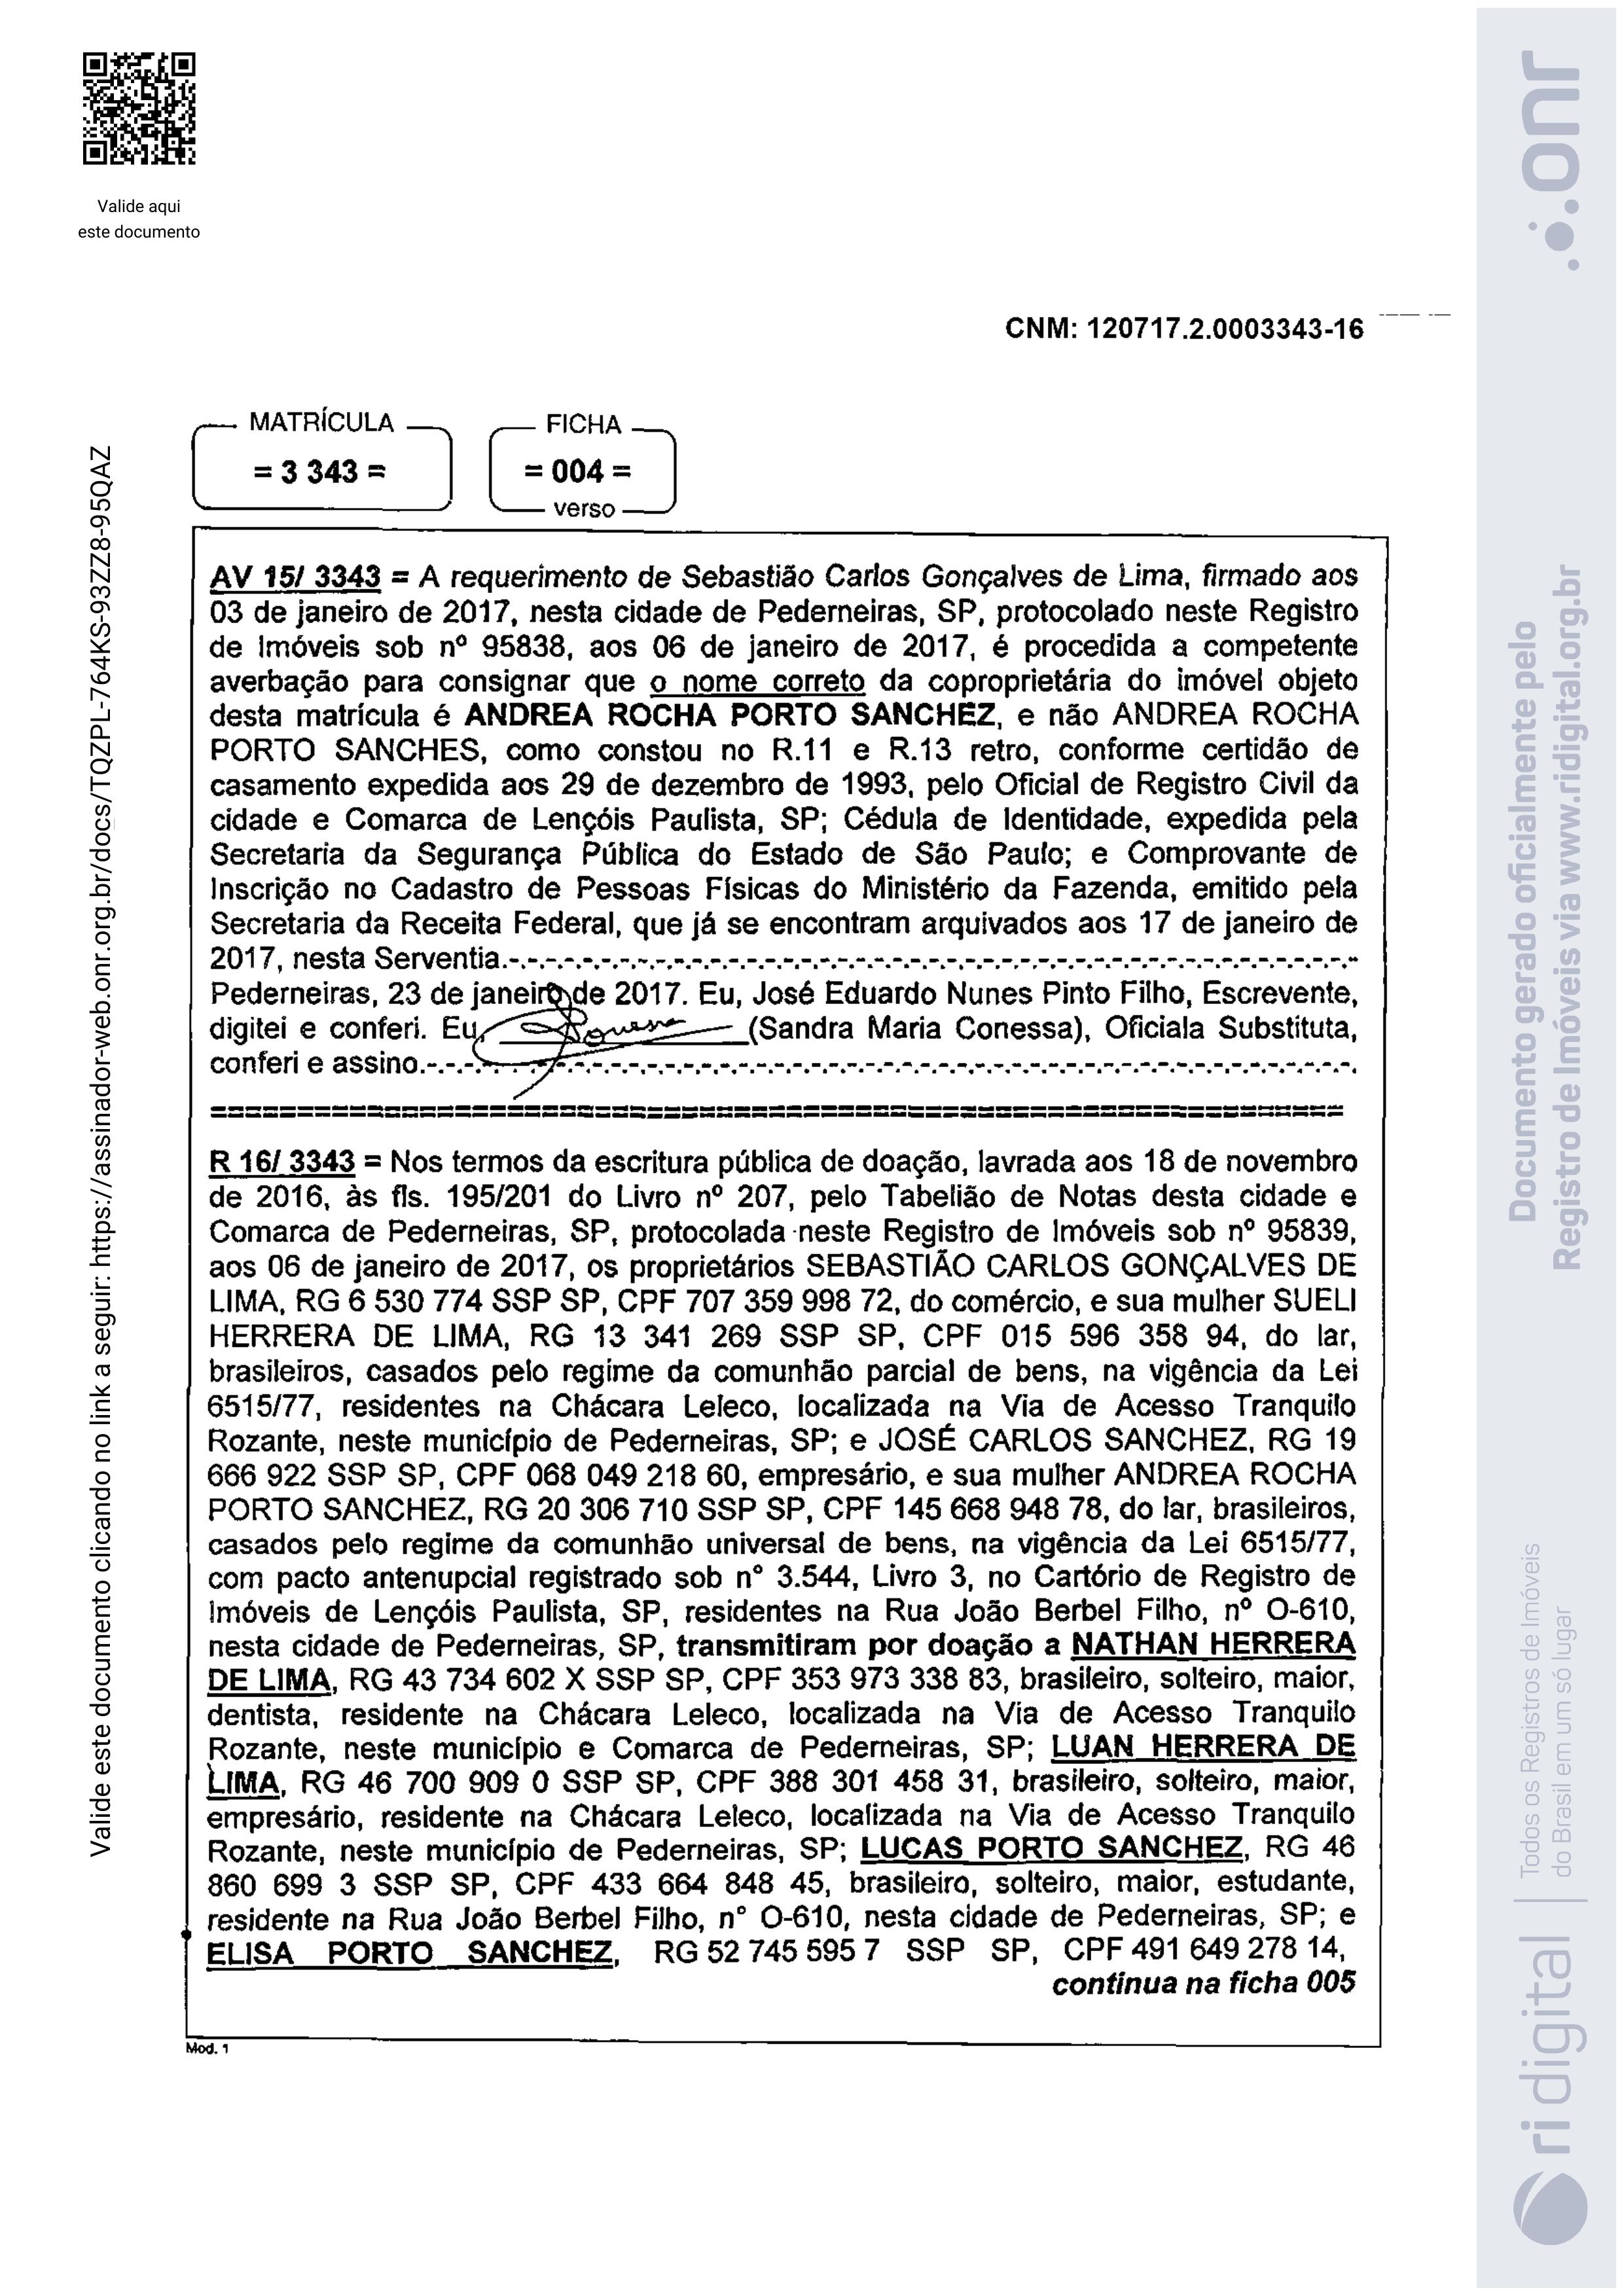 Valide aqui
este documento
CNM: 120717.2.0003343-16
MATRÍCULA
= 3 343 =
FICHA
= 004 =
verso
AV 15/ 3343 = A requerimento de Sebastião Carlos Gonçalves de Lima, firmado aos
03 de janeiro de 2017, nesta cidade de Pederneiras, SP, protocolado neste Registro
de Imóveis sob nº 95838, aos 06 de janeiro de 2017, é procedida a competente
averbação para consignar que o nome correto da coproprietária do imóvel objeto
desta matrícula é ANDREA ROCHA PORTO SANCHEZ, e não ANDREA ROCHA
PORTO SANCHES, como constou no R.11 e R.13 retro, conforme certidão de
casamento expedida aos 29 de dezembro de 1993, pelo Oficial de Registro Civil da
cidade e Comarca de Lençóis Paulista, SP; Cédula de Identidade, expedida pela
Secretaria da Segurança Pública do Estado de São Paulo; e Comprovante de
Inscrição no Cadastro de Pessoas Físicas do Ministério da Fazenda, emitido pela
Secretaria da Receita Federal, que já se encontram arquivados aos 17 de janeiro de
2017, nesta Serventia.-.-.-.-.-.-.-.-.-.-.-.-.-.-.-.-.-.-.-.-.-.-.-.-.-.-.-.-.-.-.-.-.-.-.-.-.-.-
Pederneiras, 23 de janeiro de 2017. Eu, José Eduardo Nunes Pinto Filho, Escrevente,
digitei e conferi. Eu, (Sandra Maria Conessa), Oficiala Substituta,
conferi e assino.-.-.-.-.-.-.-.-.-.-.-.-.-.-.-.-.-.-.-.-.-.-.-.-.-.-.-.-.-.-.-.-.-.-.-.-.-.-.-.
==================================================================
R 16/ 3343 = Nos termos da escritura pública de doação, lavrada aos 18 de novembro
de 2016, às fls. 195/201 do Livro nº 207, pelo Tabelião de Notas desta cidade e
Comarca de Pederneiras, SP, protocolada neste Registro de Imóveis sob nº 95839,
aos 06 de janeiro de 2017, os proprietários SEBASTIÃO CARLOS GONÇALVES DE
LIMA, RG 6 530 774 SSP SP, CPF 707 359 998 72, do comércio, e sua mulher SUELI
HERRERA DE LIMA, RG 13 341 269 SSP SP, CPF 015 596 358 94, do lar,
brasileiros, casados pelo regime da comunhão parcial de bens, na vigência da Lei
6515/77, residentes na Chácara Leleco, localizada na Via de Acesso Tranquilo
Rozante, neste município de Pederneiras, SP; e JOSÉ CARLOS SANCHEZ, RG 19
666 922 SSP SP, CPF 068 049 218 60, empresário, e sua mulher ANDREA ROCHA
PORTO SANCHEZ, RG 20 306 710 SSP SP, CPF 145 668 948 78, do lar, brasileiros,
casados pelo regime da comunhão universal de bens, na vigência da Lei 6515/77,
com pacto antenupcial registrado sob n° 3.544, Livro 3, no Cartório de Registro de
Imóveis de Lençóis Paulista, SP, residentes na Rua João Berbel Filho, nº O-610,
nesta cidade de Pederneiras, SP, transmitiram por doação a NATHAN HERRERA
DE LIMA, RG 43 734 602 X SSP SP, CPF 353 973 338 83, brasileiro, solteiro, maior,
dentista, residente na Chácara Leleco, localizada na Via de Acesso Tranquilo
Rozante, neste município e Comarca de Pederneiras, SP; LUAN HERRERA DE
LIMA, RG 46 700 909 0 SSP SP, CPF 388 301 458 31, brasileiro, solteiro, maior,
empresário, residente na Chácara Leleco, localizada na Via de Acesso Tranquilo
Rozante, neste município de Pederneiras, SP; LUCAS PORTO SANCHEZ, RG 46
860 699 3 SSP SP, CPF 433 664 848 45, brasileiro, solteiro, maior, estudante,
residente na Rua João Berbel Filho, n° O-610, nesta cidade de Pederneiras, SP; e
ELISA PORTO SANCHEZ, RG 52 745 595 7 SSP SP, CPF 491 649 278 14,
continua na ficha 005
Mod. 1
Valide este documento clicando no link a seguir: https://assinador-web.onr.org.br/docs/TQZPL-764KS-93ZZ8-95QAZ
onr
Documento gerado oficialmente pelo
Registro de Imóveis via www.ridigital.org.br
Todos os Registros de Imóveis
do Brasil em um só lugar
ri digital